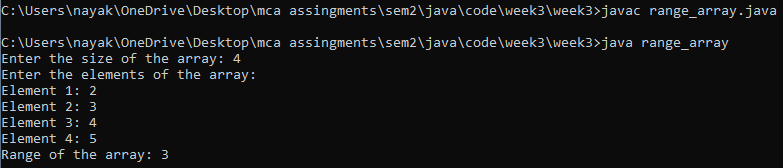 C:\Users\nayak\OneDrive\Desktop\mca assingments\sem2\java\code\week3\week3>javac range_array.java
C:\Users\nayak\OneDrive\Desktop\mca assingments\sem2\java\code\week3\week3>java range_array
Enter the size of the array: 4
Enter the elements of the array:
Element 1: 2
Element 2: 3
Element 3: 4
Element 4: 5
Range of the array: 3